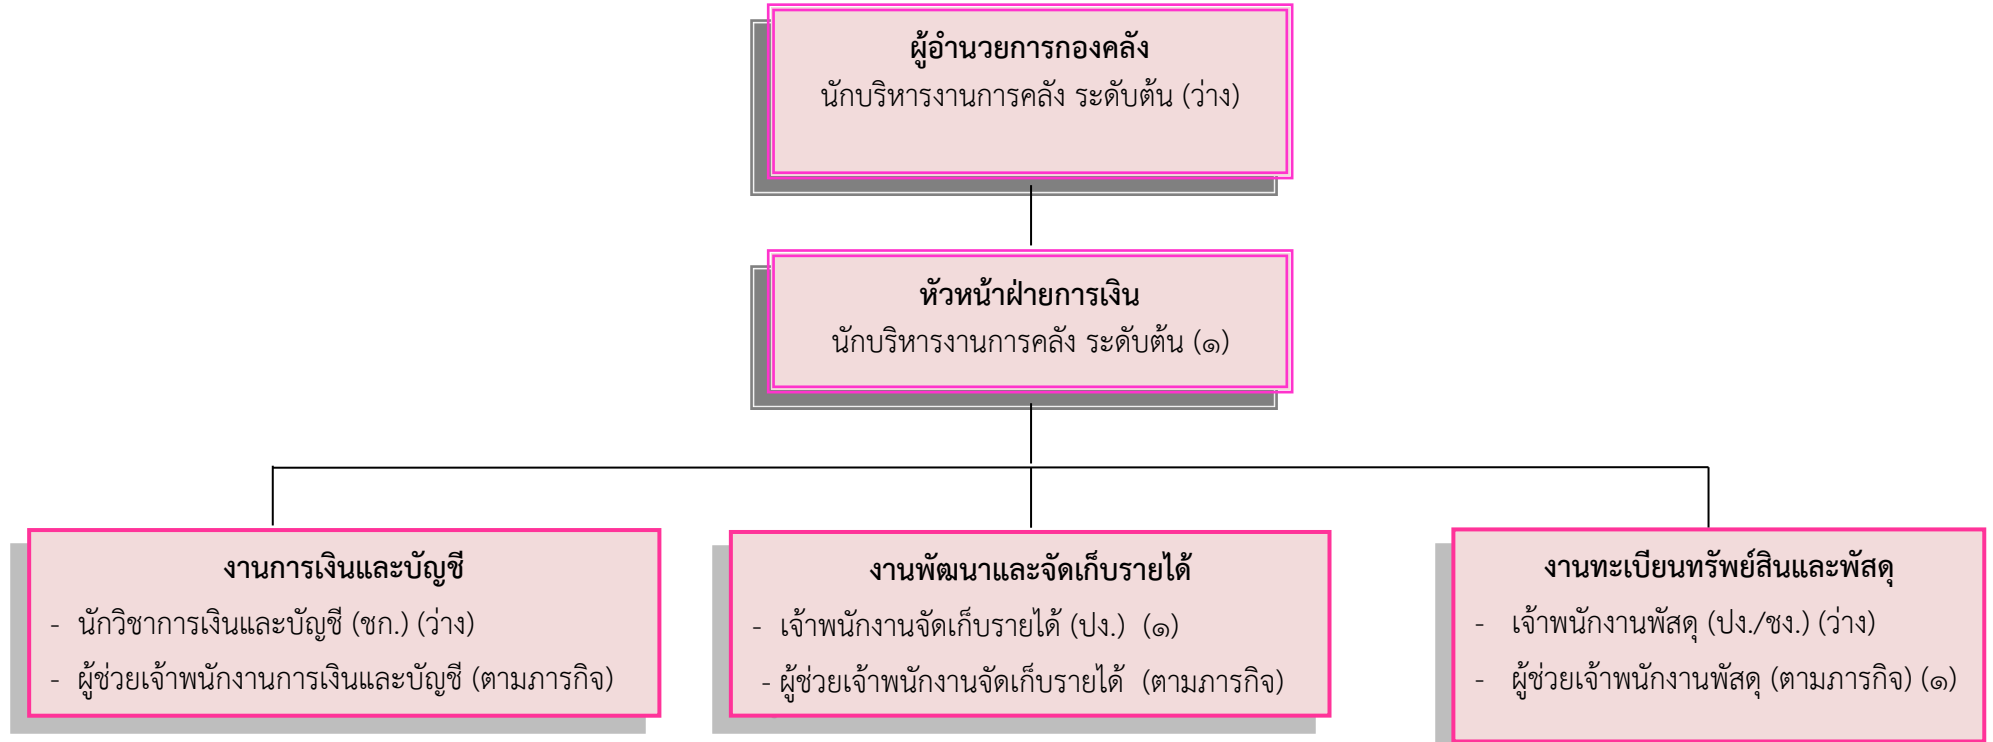 ผู้อำนวยการกองคลัง
นักบริหารงานการคลัง ระดับต้น (ว่าง)
หัวหน้าฝ่ายการเงิน
นักบริหารงานการคลัง ระดับต้น (๑)
งานการเงินและบัญชี
- นักวิชาการเงินและบัญชี (ชก.) (ว่าง)
- ผู้ช่วยเจ้าพนักงานการเงินและบัญชี (ตามภารกิจ)
งานพัฒนาและจัดเก็บรายได้
- เจ้าพนักงานจัดเก็บรายได้ (ปง.) (๑)
- ผู้ช่วยเจ้าพนักงานจัดเก็บรายได้ (ตามภารกิจ)
งานทะเบียนทรัพย์สินและพัสดุ
- เจ้าพนักงานพัสดุ (ปง./ชง.) (ว่าง)
- ผู้ช่วยเจ้าพนักงานพัสดุ (ตามภารกิจ) (๑)